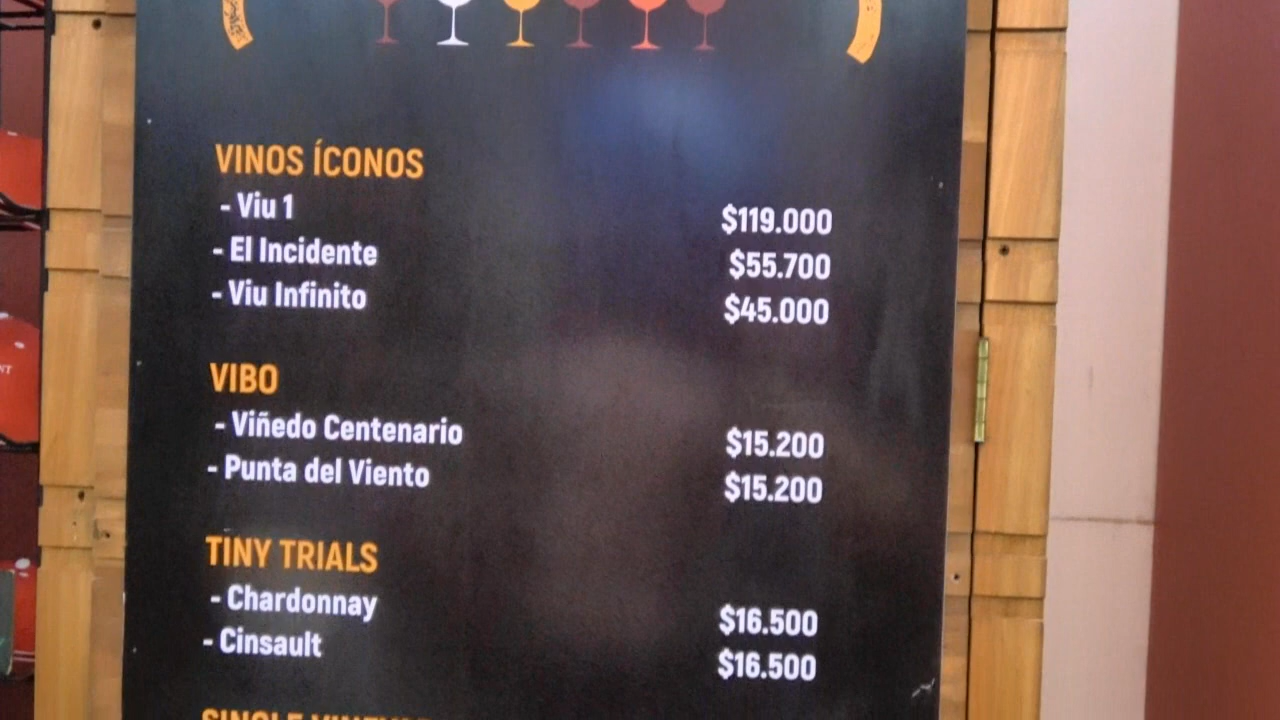 VINOS ÍCONOS
- Viu 1 $119.000
- El Incidente $55.700
- Viu Infinito $45.000
VIBO
- Viñedo Centenario $15.200
- Punta del Viento $15.200
TINY TRIALS
- Chardonnay $16.500
- Cinsault $16.500